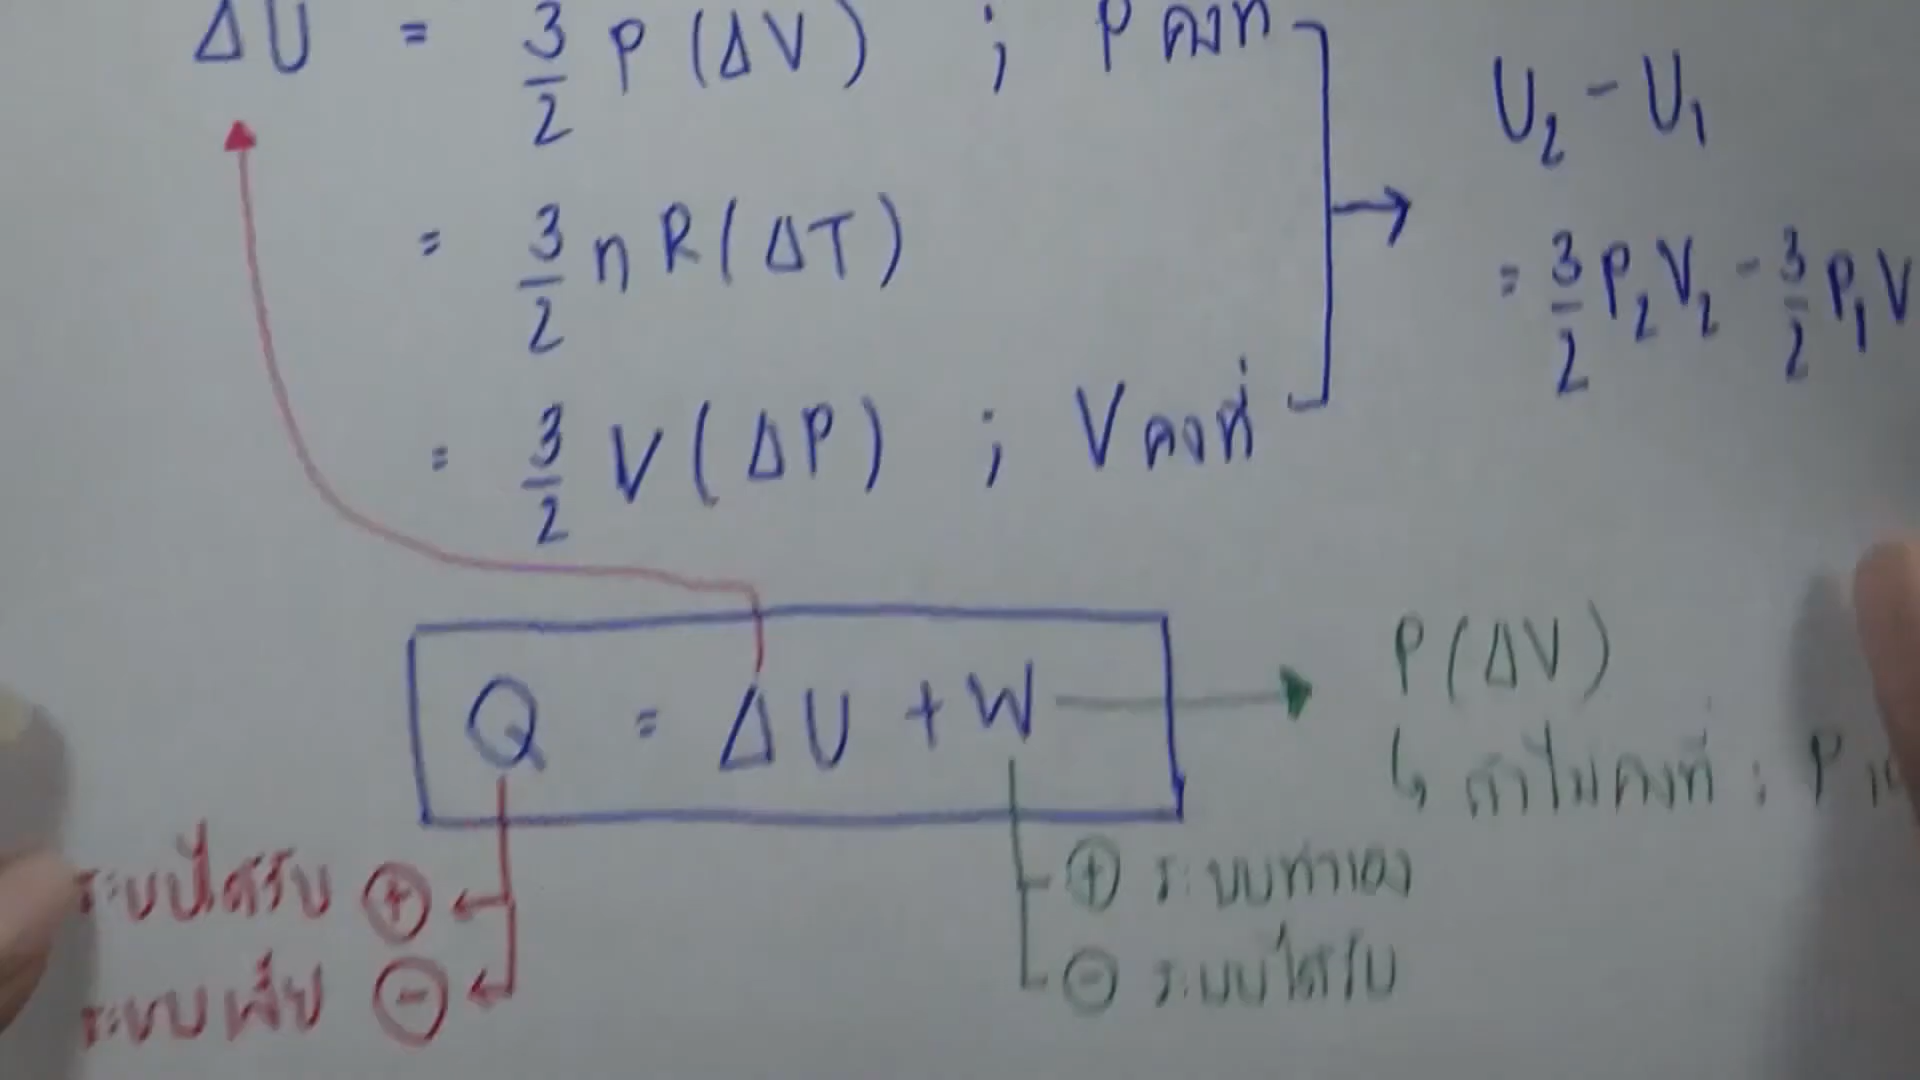 ΔU = 3/2 P (ΔV) ; P คงที่
= 3/2 n R (ΔT)
= 3/2 V (ΔP) ; V คงที่
U₂ - U₁
= 3/2 P₂V₂ - 3/2 P₁V
Q = ΔU + W
P (ΔV)
↳ ถ้าไม่คงที่ : P
ระบบได้รับ ⊕
ระบบเสีย ⊖
⊕ ระบบทำเอง
⊖ ระบบได้รับ